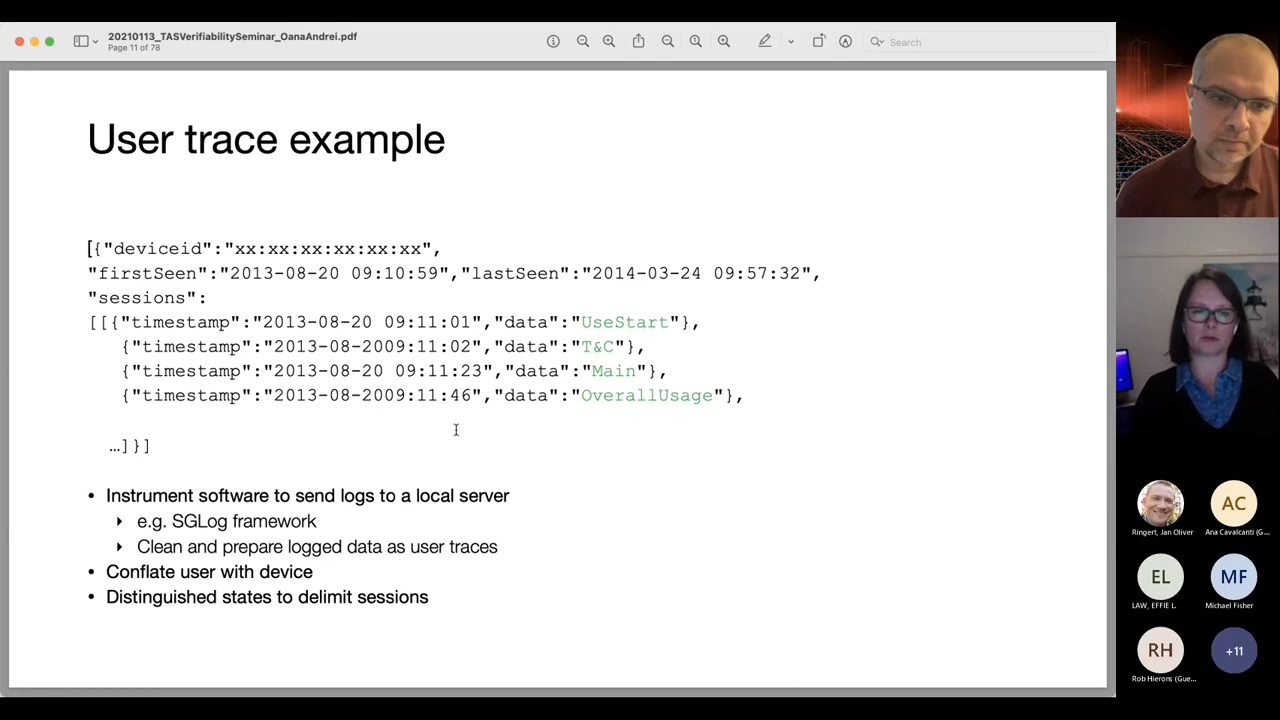 20210113_TASVerifiabilitySeminar_OanaAndrei.pdf
Page 11 of 78
Search
User trace example
[{"deviceid":"xx:xx:xx:xx:xx:xx",
"firstSeen":"2013-08-20 09:10:59","lastSeen":"2014-03-24 09:57:32",
"sessions":
[[{"timestamp":"2013-08-20 09:11:01","data":"UseStart"},
{"timestamp":"2013-08-2009:11:02","data":"T&C"},
{"timestamp":"2013-08-20 09:11:23","data":"Main"},
{"timestamp":"2013-08-2009:11:46","data":"OverallUsage"},
…]}]
• Instrument software to send logs to a local server
‣ e.g. SGLog framework
‣ Clean and prepare logged data as user traces
• Conflate user with device
• Distinguished states to delimit sessions
Ringert, Jan Oliver
AC
Ana Cavalcanti (G...
EL
LAW, EFFIE L.
MF
Michael Fisher
RH
Rob Hierons (Gue...
+11